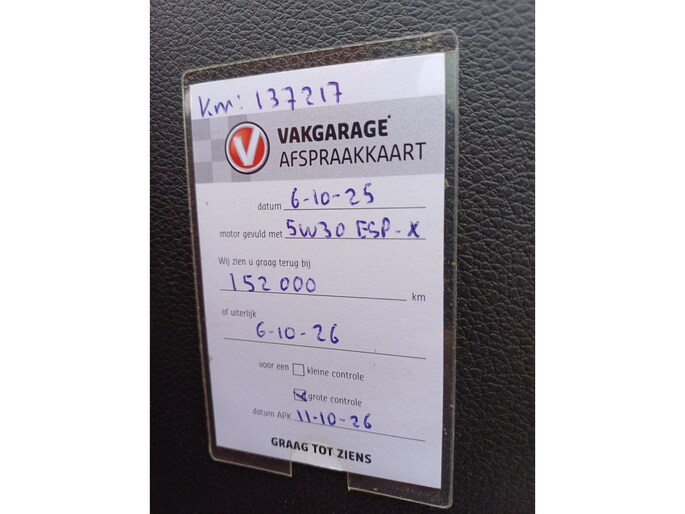 Km: 137217
V VAKGARAGE
AFSPRAAKKAART
datum 6-10-25
motor gevuld met 5W30 ESP-X
Wij zien u graag terug bij
152000 km
of uiterlijk
6-10-26
voor een kleine controle
grote controle
datum APK 11-10-26
GRAAG TOT ZIENS